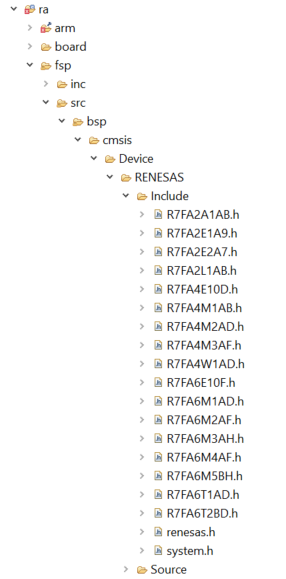 ra
arm
board
fsp
inc
src
bsp
cmsis
Device
RENESAS
Include
R7FA2A1AB.h
R7FA2E1A9.h
R7FA2E2A7.h
R7FA2L1AB.h
R7FA4E10D.h
R7FA4M1AB.h
R7FA4M2AD.h
R7FA4M3AF.h
R7FA4W1AD.h
R7FA6E10F.h
R7FA6M1AD.h
R7FA6M2AF.h
R7FA6M3AH.h
R7FA6M4AF.h
R7FA6M5BH.h
R7FA6T1AD.h
R7FA6T2BD.h
renesas.h
system.h
Source